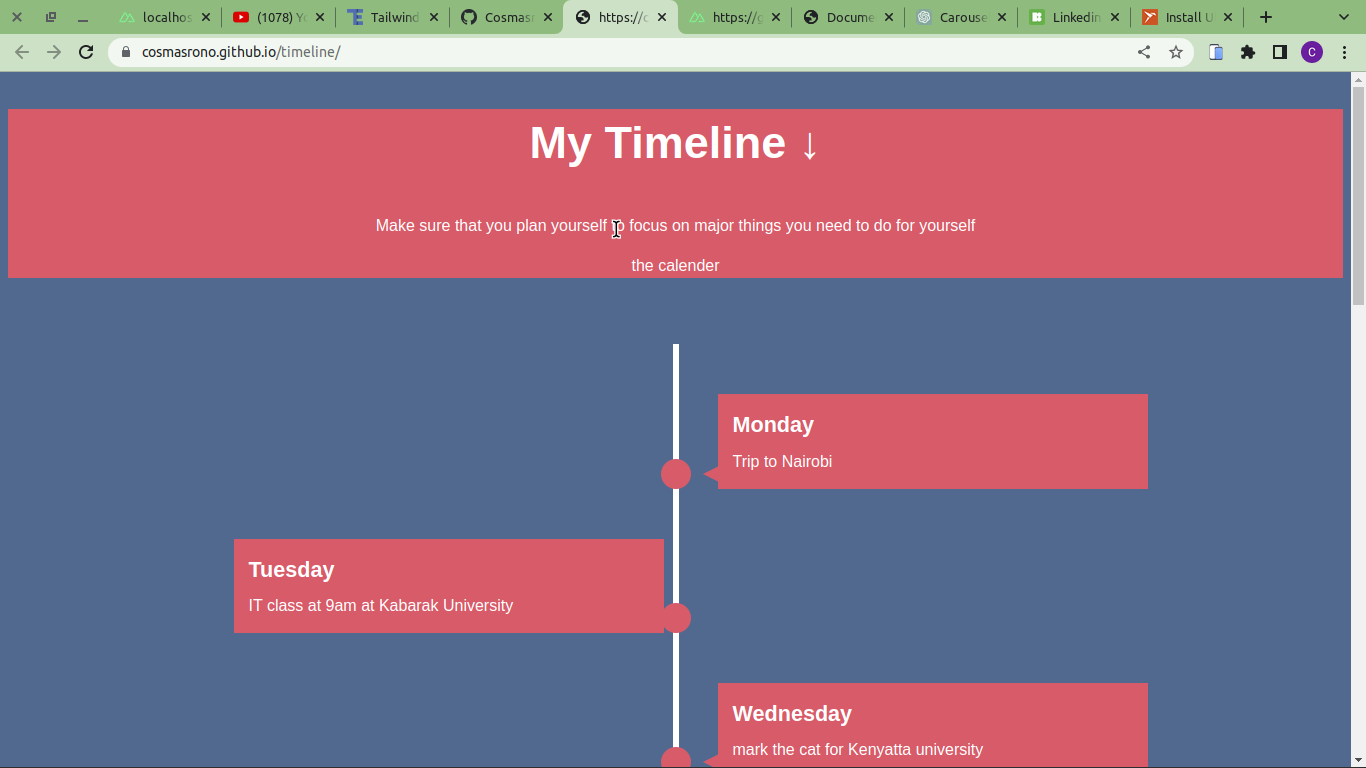 localhos
(1078) Y
Tailwind
Cosmas
https://c
https://g
Docume
Carouse
Linkedin
Install U
cosmasrono.github.io/timeline/
C
My Timeline ↓
Make sure that you plan yourself to focus on major things you need to do for yourself
the calender
Monday
Trip to Nairobi
Tuesday
IT class at 9am at Kabarak University
Wednesday
mark the cat for Kenyatta university